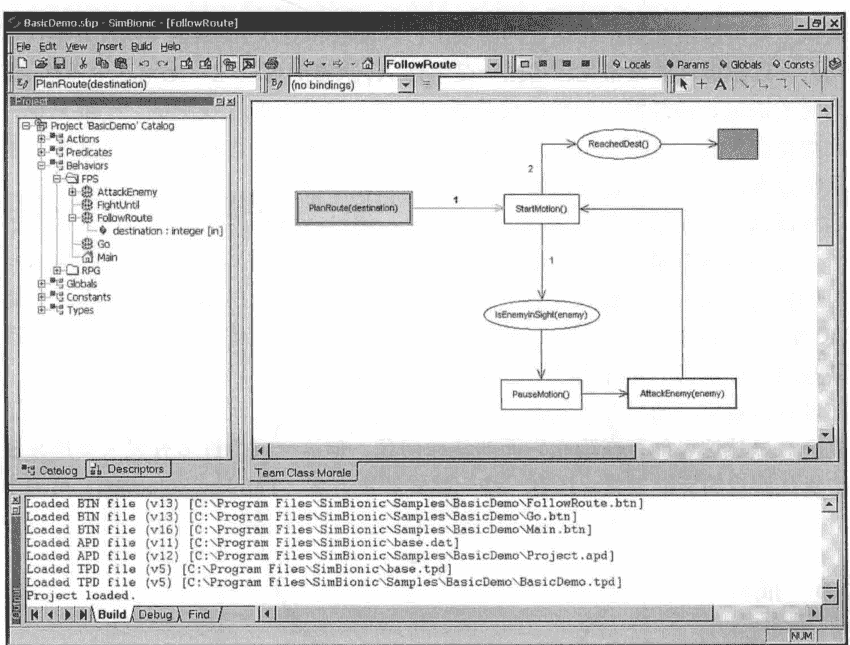 BasicDemo.sbp - SimBionic - [FollowRoute]
File Edit View Insert Build Help
FollowRoute Locals Params Globals Consts
PlanRoute(destination) (no bindings) =
Project
Project 'BasicDemo' Catalog
Actions
Predicates
Behaviors
FPS
AttackEnemy
FightUntil
FollowRoute
destination : integer [in]
Go
Main
RPG
Globals
Constants
Types
Catalog Descriptors
ReachedDest()
2
PlanRoute(destination) 1 StartMotion()
1
IsEnemyInSight(enemy)
PauseMotion() AttackEnemy(enemy)
Team Class Morale
Loaded BTN file (v13) [C:\Program Files\SimBionic\Samples\BasicDemo\FollowRoute.btn]
Loaded BTN file (v13) [C:\Program Files\SimBionic\Samples\BasicDemo\Go.btn]
Loaded BTN file (v16) [C:\Program Files\SimBionic\Samples\BasicDemo\Main.btn]
Loaded APD file (v11) [C:\Program Files\SimBionic\base.dat]
Loaded APD file (v12) [C:\Program Files\SimBionic\Samples\BasicDemo\Project.apd]
Loaded TPD file (v5) [C:\Program Files\SimBionic\base.tpd]
Loaded TPD file (v5) [C:\Program Files\SimBionic\Samples\BasicDemo\BasicDemo.tpd]
Project loaded.
Build Debug Find
NUM